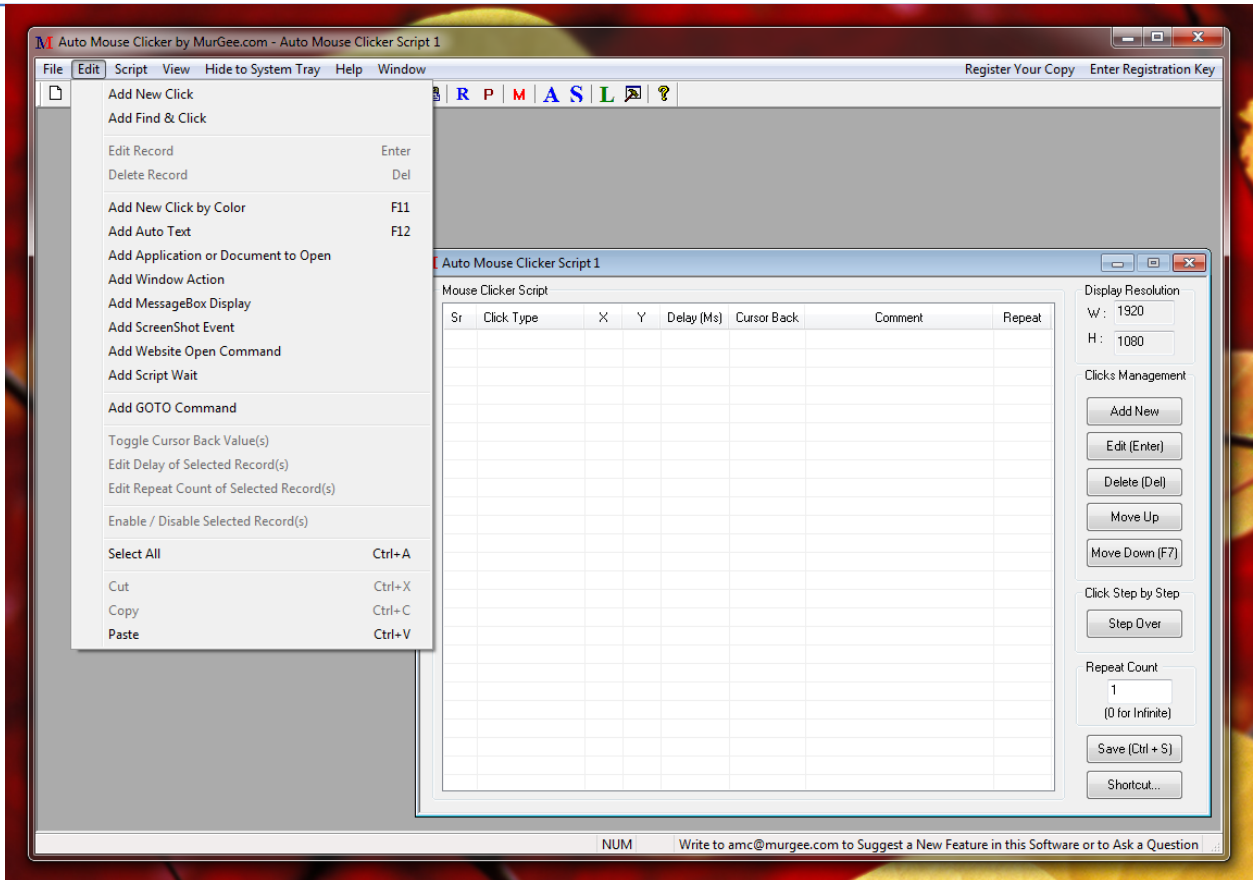 M Auto Mouse Clicker by MurGee.com - Auto Mouse Clicker Script 1
File Edit Script View Hide to System Tray Help Window Register Your Copy Enter Registration Key
R P M A S L ?
Add New Click
Add Find & Click
Edit Record Enter
Delete Record Del
Add New Click by Color F11
Add Auto Text F12
Add Application or Document to Open
Add Window Action
Add MessageBox Display
Add ScreenShot Event
Add Website Open Command
Add Script Wait
Add GOTO Command
Toggle Cursor Back Value(s)
Edit Delay of Selected Record(s)
Edit Repeat Count of Selected Record(s)
Enable / Disable Selected Record(s)
Select All Ctrl+A
Cut Ctrl+X
Copy Ctrl+C
Paste Ctrl+V
Auto Mouse Clicker Script 1
Mouse Clicker Script
Sr Click Type X Y Delay (Ms) Cursor Back Comment Repeat
Display Resolution
W : 1920
H : 1080
Clicks Management
Add New
Edit (Enter)
Delete (Del)
Move Up
Move Down (F7)
Click Step by Step
Step Over
Repeat Count
1
(0 for Infinite)
Save (Ctrl + S)
Shortcut...
NUM Write to amc@murgee.com to Suggest a New Feature in this Software or to Ask a Question